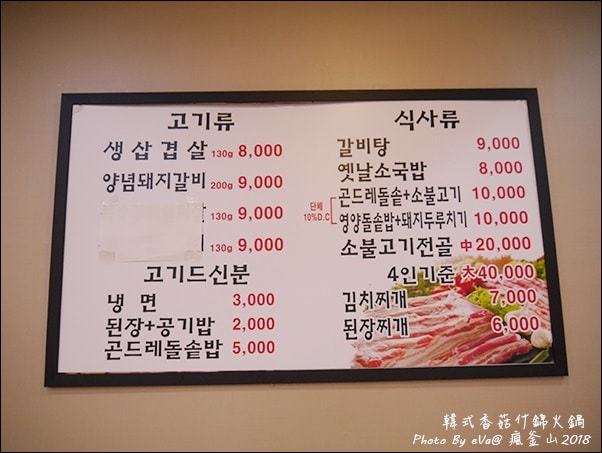 고기류
생삼겹살 130g 8,000
양념돼지갈비 200g 9,000
130g 9,000
130g 9,000
고기드신분
냉면 3,000
된장+공기밥 2,000
곤드레돌솥밥 5,000
식사류
갈비탕 9,000
옛날소국밥 8,000
단체 10%D.C
곤드레돌솥+소불고기 10,000
영양돌솥밥+돼지두루치기 10,000
소불고기전골 中20,000
4인기준 大40,000
김치찌개 7,000
된장찌개 6,000
韓式香菇什錦火鍋
Photo By eVa@ 瘋釜山2018